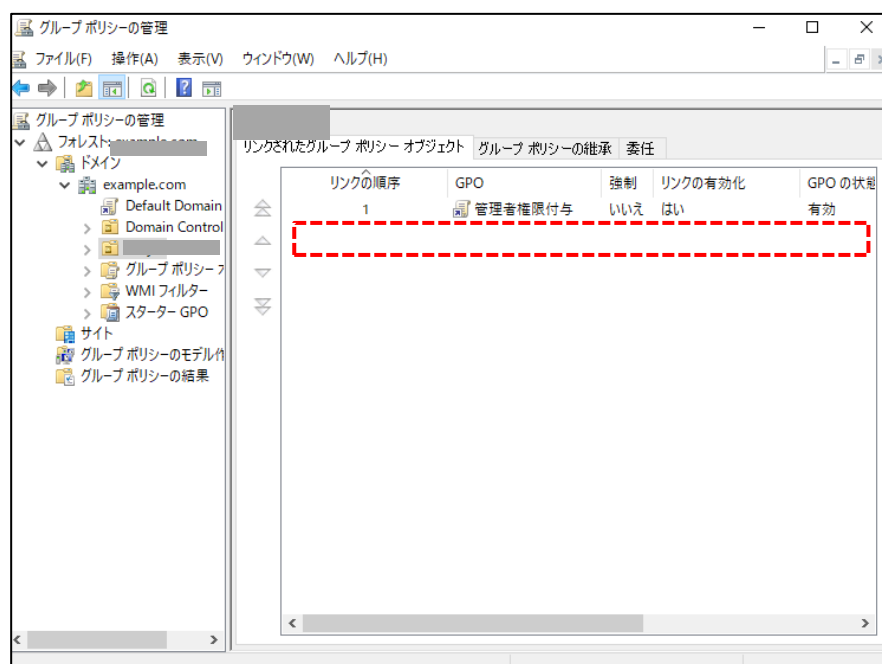 グループ ポリシーの管理
ファイル(F) 操作(A) 表示(V) ウィンドウ(W) ヘルプ(H)
グループ ポリシーの管理
フォレスト:
ドメイン
example.com
Default Domain
Domain Control
グループ ポリシー
WMI フィルター
スターター GPO
サイト
グループ ポリシーのモデル作
グループ ポリシーの結果
リンクされたグループ ポリシー オブジェクト グループ ポリシーの継承 委任
リンクの順序 GPO 強制 リンクの有効化 GPO の状態
1 管理者権限付与 いいえ はい 有効